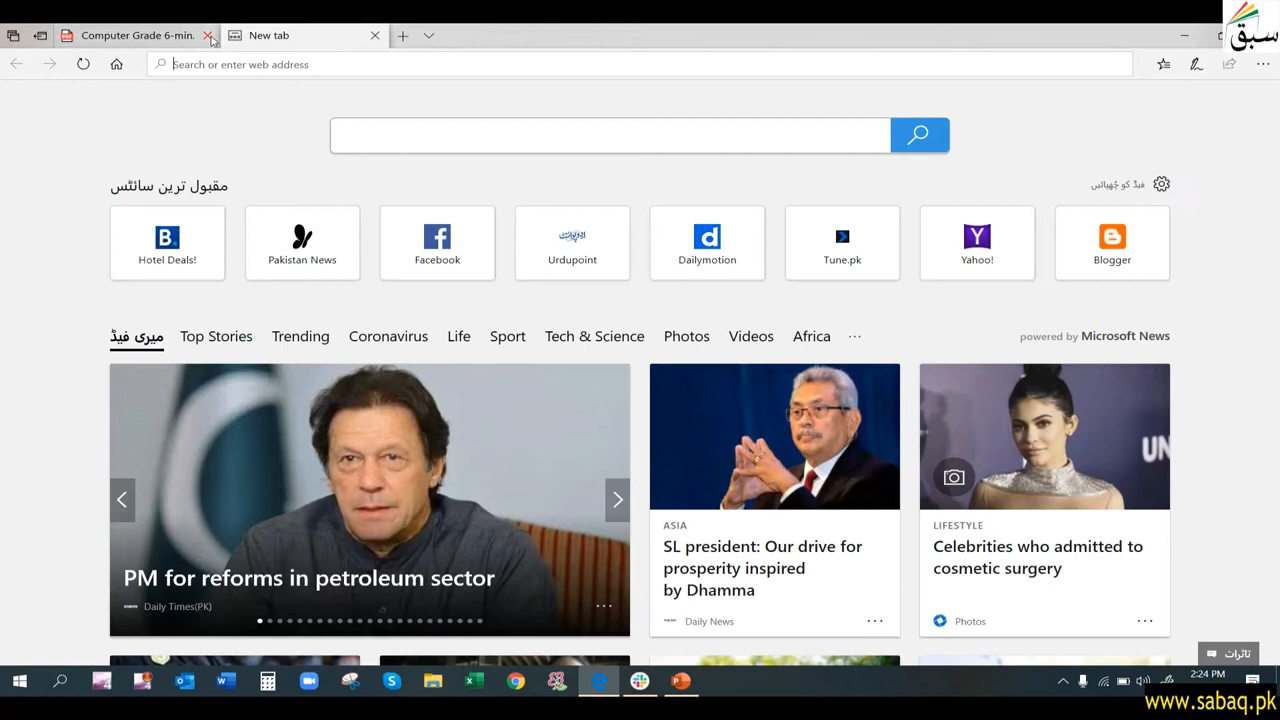 Computer Grade 6-min.
New tab
سبق
Search or enter web address
مقبول ترین سائٹس
فیڈ کو چُھپائیں
B.
Hotel Deals!
Pakistan News
Facebook
اردوپوائنٹ
Urdupoint
Dailymotion
Tune.pk
Yahoo!
Blogger
میری فیڈ
Top Stories
Trending
Coronavirus
Life
Sport
Tech & Science
Photos
Videos
Africa
powered by Microsoft News
PM for reforms in petroleum sector
Daily Times(PK)
ASIA
SL president: Our drive for
prosperity inspired
by Dhamma
Daily News
UN
LIFESTYLE
Celebrities who admitted to
cosmetic surgery
Photos
تاثرات
2:24 PM
www.sabaq.pk